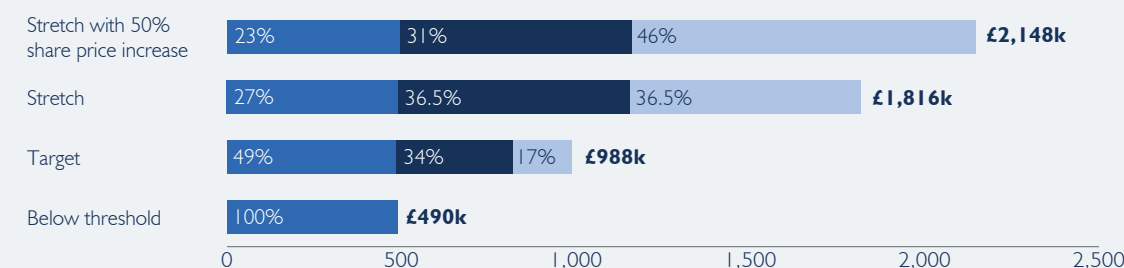 Stretch with 50%
share price increase
23% 31% 46% £2,148k
Stretch 27% 36.5% 36.5% £1,816k
Target 49% 34% 17% £988k
Below threshold 100% £490k
0 500 1,000 1,500 2,000 2,500